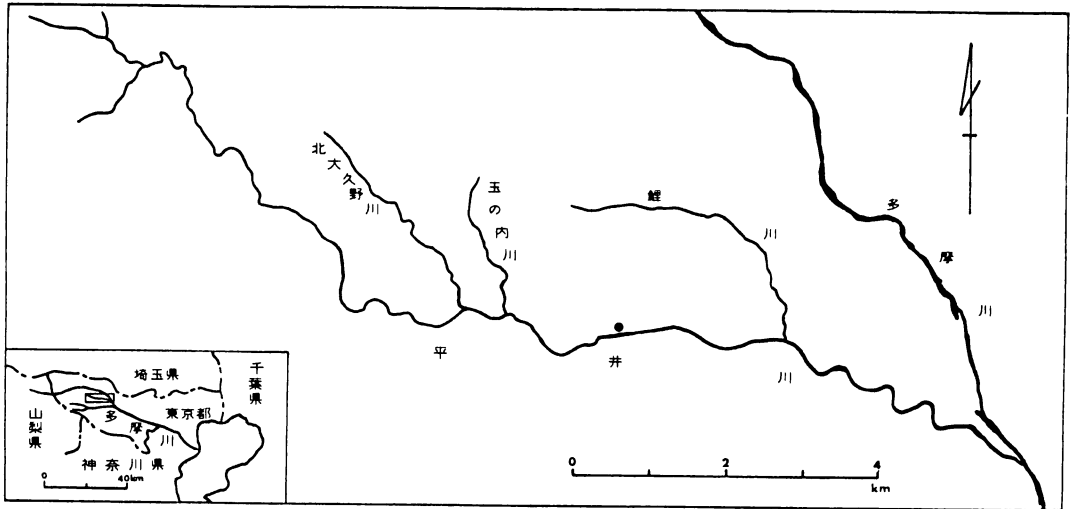 北大久野川
玉の内川
鯉川
多摩川
平井川
0 2 4
km
埼玉県
千葉県
山梨県
東京都
多摩川
神奈川県
0 40km